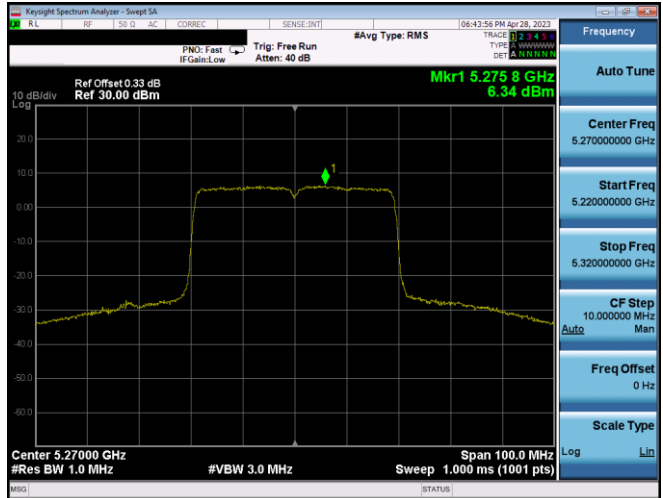 Keysight Spectrum Analyzer - Swept SA
RL RF 50 Ω AC CORREC SENSE:INT 06:43:56 PM Apr 28, 2023
#Avg Type: RMS
TRACE 1 2 3 4 5 6
TYPE A WWWWW
DET A N N N N N
PNO: Fast
IFGain:Low
Trig: Free Run
Atten: 40 dB
Mkr1 5.275 8 GHz
6.34 dBm
Ref Offset 0.33 dB
10 dB/div Ref 30.00 dBm
Log
20.0
10.0
0.00
-10.0
-20.0
-30.0
-40.0
-50.0
-60.0
1
Center 5.27000 GHz Span 100.0 MHz
#Res BW 1.0 MHz #VBW 3.0 MHz Sweep 1.000 ms (1001 pts)
MSG STATUS
Frequency
Auto Tune
Center Freq
5.270000000 GHz
Start Freq
5.220000000 GHz
Stop Freq
5.320000000 GHz
CF Step
10.000000 MHz
Auto Man
Freq Offset
0 Hz
Scale Type
Log Lin